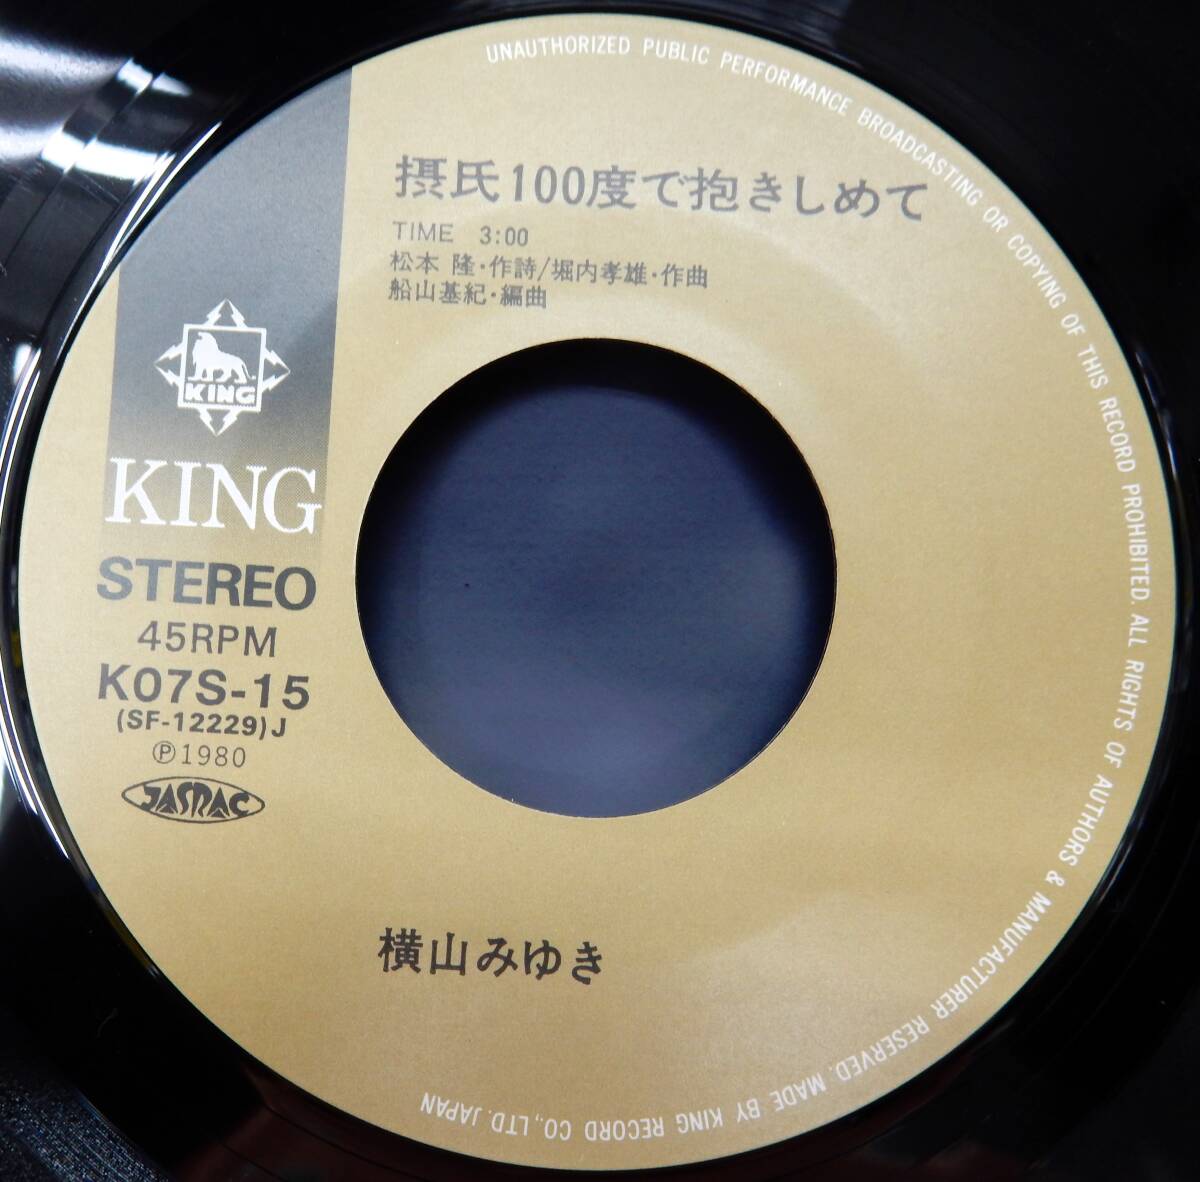 摂氏100度で抱きしめて
TIME 3:00
松本 隆・作詩/堀内孝雄・作曲
船山基紀・編曲
KING
KING
STEREO
45RPM
K07S-15
(SF-12229)J
Ⓟ1980
JASRAC
横山みゆき
UNAUTHORIZED PUBLIC PERFORMANCE BROADCASTING OR COPYING OF THIS RECORD PROHIBITED. ALL RIGHTS OF AUTHORS & MANUFACTURER RESERVED. MADE BY KING RECORD CO., LTD. JAPAN